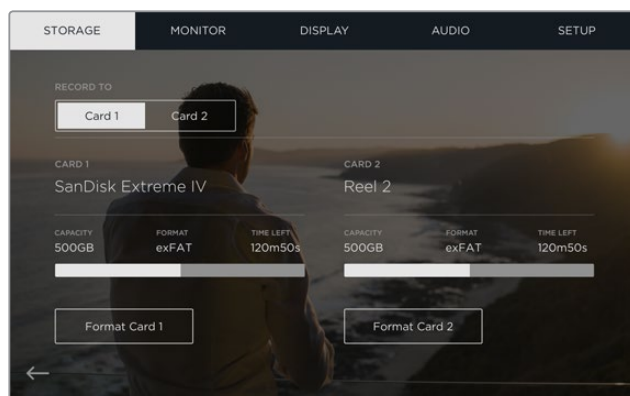 STORAGE MONITOR DISPLAY AUDIO SETUP
RECORD TO
Card 1 Card 2
CARD 1 CARD 2
SanDisk Extreme IV Reel 2
CAPACITY FORMAT TIME LEFT CAPACITY FORMAT TIME LEFT
500GB exFAT 120m50s 500GB exFAT 120m50s
Format Card 1 Format Card 2